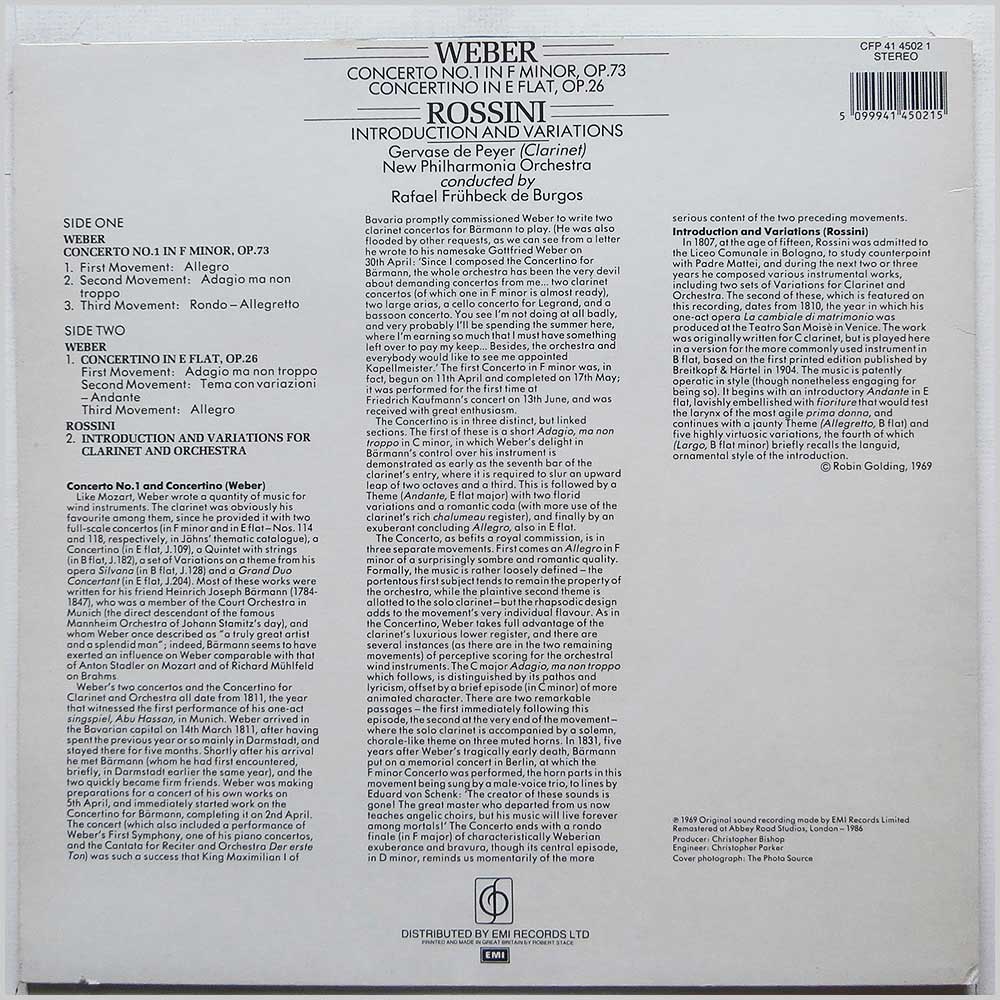 WEBER
CONCERTO NO.1 IN F MINOR, OP.73
CONCERTINO IN E FLAT, OP.26
ROSSINI
INTRODUCTION AND VARIATIONS
Gervase de Peyer (Clarinet)
New Philharmonia Orchestra
conducted by
Rafael Frühbeck de Burgos
CFP 41 4502 1
STEREO
5 099941 450215
SIDE ONE
WEBER
CONCERTO NO.1 IN F MINOR, OP.73
1. First Movement: Allegro
2. Second Movement: Adagio ma non
troppo
3. Third Movement: Rondo – Allegretto
SIDE TWO
WEBER
1. CONCERTINO IN E FLAT, OP.26
First Movement: Adagio ma non troppo
Second Movement: Tema con variazioni
– Andante
Third Movement: Allegro
ROSSINI
2. INTRODUCTION AND VARIATIONS FOR
CLARINET AND ORCHESTRA
Concerto No.1 and Concertino (Weber)
Like Mozart, Weber wrote a quantity of music for
wind instruments. The clarinet was obviously his
favourite among them, since he provided it with two
full-scale concertos (in F minor and in E flat – Nos. 114
and 118, respectively, in Jähns' thematic catalogue), a
Concertino (in E flat, J.109), a Quintet with strings
(in B flat, J.182), a set of Variations on a theme from his
opera Silvana (in B flat, J.128) and a Grand Duo
Concertant (in E flat, J.204). Most of these works were
written for his friend Heinrich Joseph Bärmann (1784-
1847), who was a member of the Court Orchestra in
Munich (the direct descendant of the famous
Mannheim Orchestra of Johann Stamitz's day), and
whom Weber once described as "a truly great artist
and a splendid man"; indeed, Bärmann seems to have
exerted an influence on Weber comparable with that
of Anton Stadler on Mozart and of Richard Mühlfeld
on Brahms
Weber's two concertos and the Concertino for
Clarinet and Orchestra all date from 1811, the year
that witnessed the first performance of his one-act
singspiel, Abu Hassan, in Munich. Weber arrived in
the Bavarian capital on 14th March 1811, after having
spent the previous year or so mainly in Darmstadt, and
stayed there for five months. Shortly after his arrival
he met Bärmann (whom he had first encountered,
briefly, in Darmstadt earlier the same year), and the
two quickly became firm friends. Weber was making
preparations for a concert of his own works on
5th April, and immediately started work on the
Concertino for Bärmann, completing it on 2nd April.
The concert (which also included a performance of
Weber's First Symphony, one of his piano concertos,
and the Cantata for Reciter and Orchestra Der erste
Ton) was such a success that King Maximilian I of
Bavaria promptly commissioned Weber to write two
clarinet concertos for Bärmann to play. (He was also
flooded by other requests, as we can see from a letter
he wrote to his namesake Gottfried Weber on
30th April: 'Since I composed the Concertino for
Bärmann, the whole orchestra has been the very devil
about demanding concertos from me... two clarinet
concertos (of which one in F minor is almost ready),
two large arias, a cello concerto for Legrand, and a
bassoon concerto. You see I'm not doing at all badly,
and very probably I'll be spending the summer here,
where I'm earning so much that I must have something
left over to pay my keep... Besides, the orchestra and
everybody would like to see me appointed
Kapellmeister.' The first Concerto in F minor was, in
fact, begun on 11th April and completed on 17th May;
it was performed for the first time at
Friedrich Kaufmann's concert on 13th June, and was
received with great enthusiasm.
The Concertino is in three distinct, but linked
sections. The first of these is a short Adagio, ma non
troppo in C minor, in which Weber's delight in
Bärmann's control over his instrument is
demonstrated as early as the seventh bar of the
clarinet's entry, where it is required to slur an upward
leap of two octaves and a third. This is followed by a
Theme (Andante, E flat major) with two florid
variations and a romantic coda (with more use of the
clarinet's rich chalumeau register), and finally by an
exuberant concluding Allegro, also in E flat.
The Concerto, as befits a royal commission, is in
three separate movements. First comes an Allegro in F
minor of a surprisingly sombre and romantic quality.
Formally, the music is rather loosely defined – the
portentous first subject tends to remain the property of
the orchestra, while the plaintive second theme is
allotted to the solo clarinet – but the rhapsodic design
adds to the movement's very individual flavour. As in
the Concertino, Weber takes full advantage of the
clarinet's luxurious lower register, and there are
several instances (as there are in the two remaining
movements) of perceptive scoring for the orchestral
wind instruments. The C major Adagio, ma non troppo
which follows, is distinguished by its pathos and
lyricism, offset by a brief episode (in C minor) of more
animated character. There are two remarkable
passages – the first immediately following this
episode, the second at the very end of the movement –
where the solo clarinet is accompanied by a solemn,
chorale-like theme on three muted horns. In 1831, five
years after Weber's tragically early death, Bärmann
put on a memorial concert in Berlin, at which the
F minor Concerto was performed, the horn parts in this
movement being sung by a male-voice trio, to lines by
Eduard von Schenk: 'The creator of these sounds is
gone! The great master who departed from us now
teaches angelic choirs, but his music will live forever
among mortals!' The Concerto ends with a rondo
finale (in F major) of characteristically Weberian
exuberance and bravura, though its central episode,
in D minor, reminds us momentarily of the more
serious content of the two preceding movements.
Introduction and Variations (Rossini)
In 1807, at the age of fifteen, Rossini was admitted to
the Liceo Comunale in Bologna, to study counterpoint
with Padre Mattei, and during the next two or three
years he composed various instrumental works,
including two sets of Variations for Clarinet and
Orchestra. The second of these, which is featured on
this recording, dates from 1810, the year in which his
one-act opera La cambiale di matrimonio was
produced at the Teatro San Moisè in Venice. The work
was originally written for C clarinet, but is played here
in a version for the more commonly used instrument in
B flat, based on the first printed edition published by
Breitkopf & Härtel in 1904. The music is patently
operatic in style (though nonetheless engaging for
being so). It begins with an introductory Andante in E
flat, lavishly embellished with fioriture that would test
the larynx of the most agile prima donna, and
continues with a jaunty Theme (Allegretto, B flat) and
five highly virtuosic variations, the fourth of which
(Largo, B flat minor) briefly recalls the languid,
ornamental style of the introduction.
© Robin Golding, 1969
℗ 1969 Original sound recording made by EMI Records Limited
Remastered at Abbey Road Studios, London – 1986
Producer: Christopher Bishop
Engineer: Christopher Parker
Cover photograph: The Photo Source
DISTRIBUTED BY EMI RECORDS LTD
PRINTED AND MADE IN GREAT BRITAIN BY ROBERT STACE
EMI